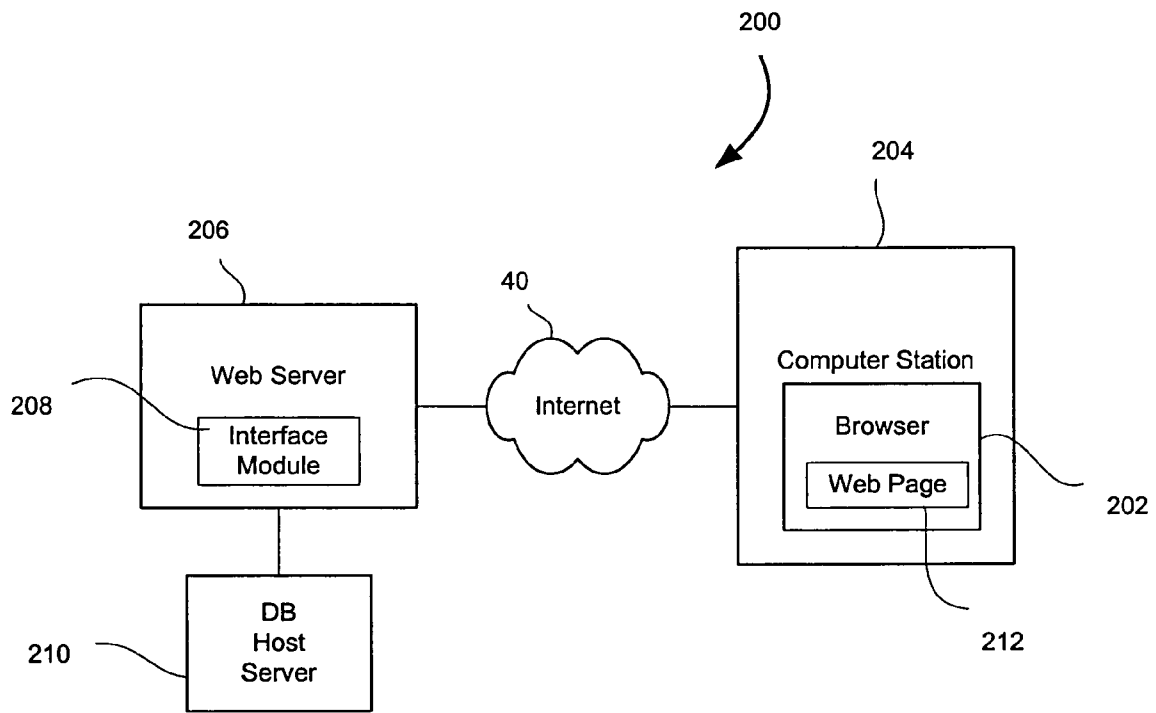 200
204
206
40
Computer Station
Web Server
Internet
208
Interface
Module
Browser
Web Page
202
DB
Host
Server
210
212